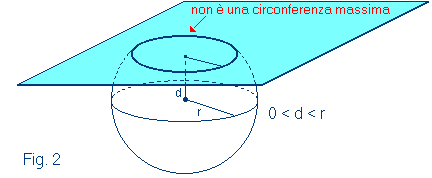 non è una circonferenza massima
d
r
0 < d < r
Fig. 2